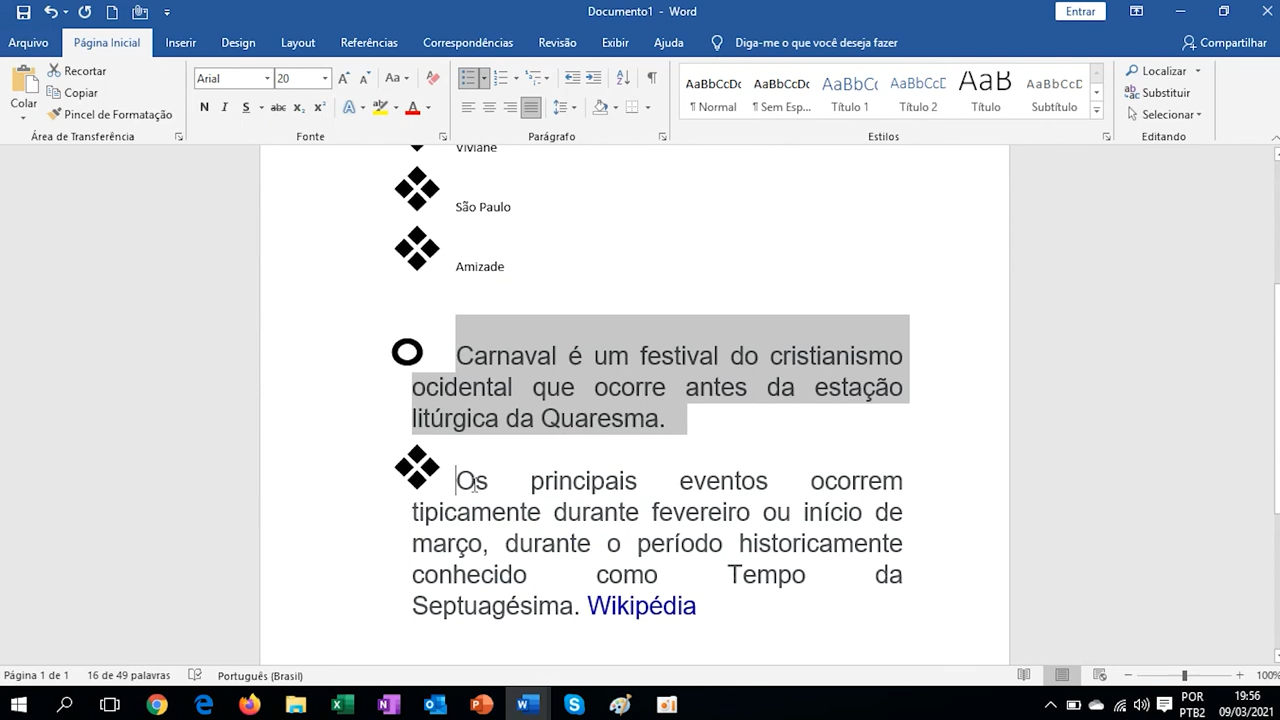 Documento1 - Word
Entrar
Arquivo Página Inicial Inserir Design Layout Referências Correspondências Revisão Exibir Ajuda Diga-me o que você deseja fazer Compartilhar
Colar
Recortar
Copiar
Pincel de Formatação
Área de Transferência
Arial 20 Aa
N I S abc x₂ x²
Fonte
Parágrafo
AaBbCcDc AaBbCcDc AaBbCc AaBbCcD AaB AaBbCcD
¶ Normal ¶ Sem Esp... Título 1 Título 2 Título Subtítulo
Estilos
Localizar
Substituir
Selecionar
Editando
Viviane
São Paulo
Amizade
Carnaval é um festival do cristianismo
ocidental que ocorre antes da estação
litúrgica da Quaresma.
Os principais eventos ocorrem
tipicamente durante fevereiro ou início de
março, durante o período historicamente
conhecido como Tempo da
Septuagésima. Wikipédia
Página 1 de 1 16 de 49 palavras Português (Brasil) 100%
POR
PTB2
19:56
09/03/2021